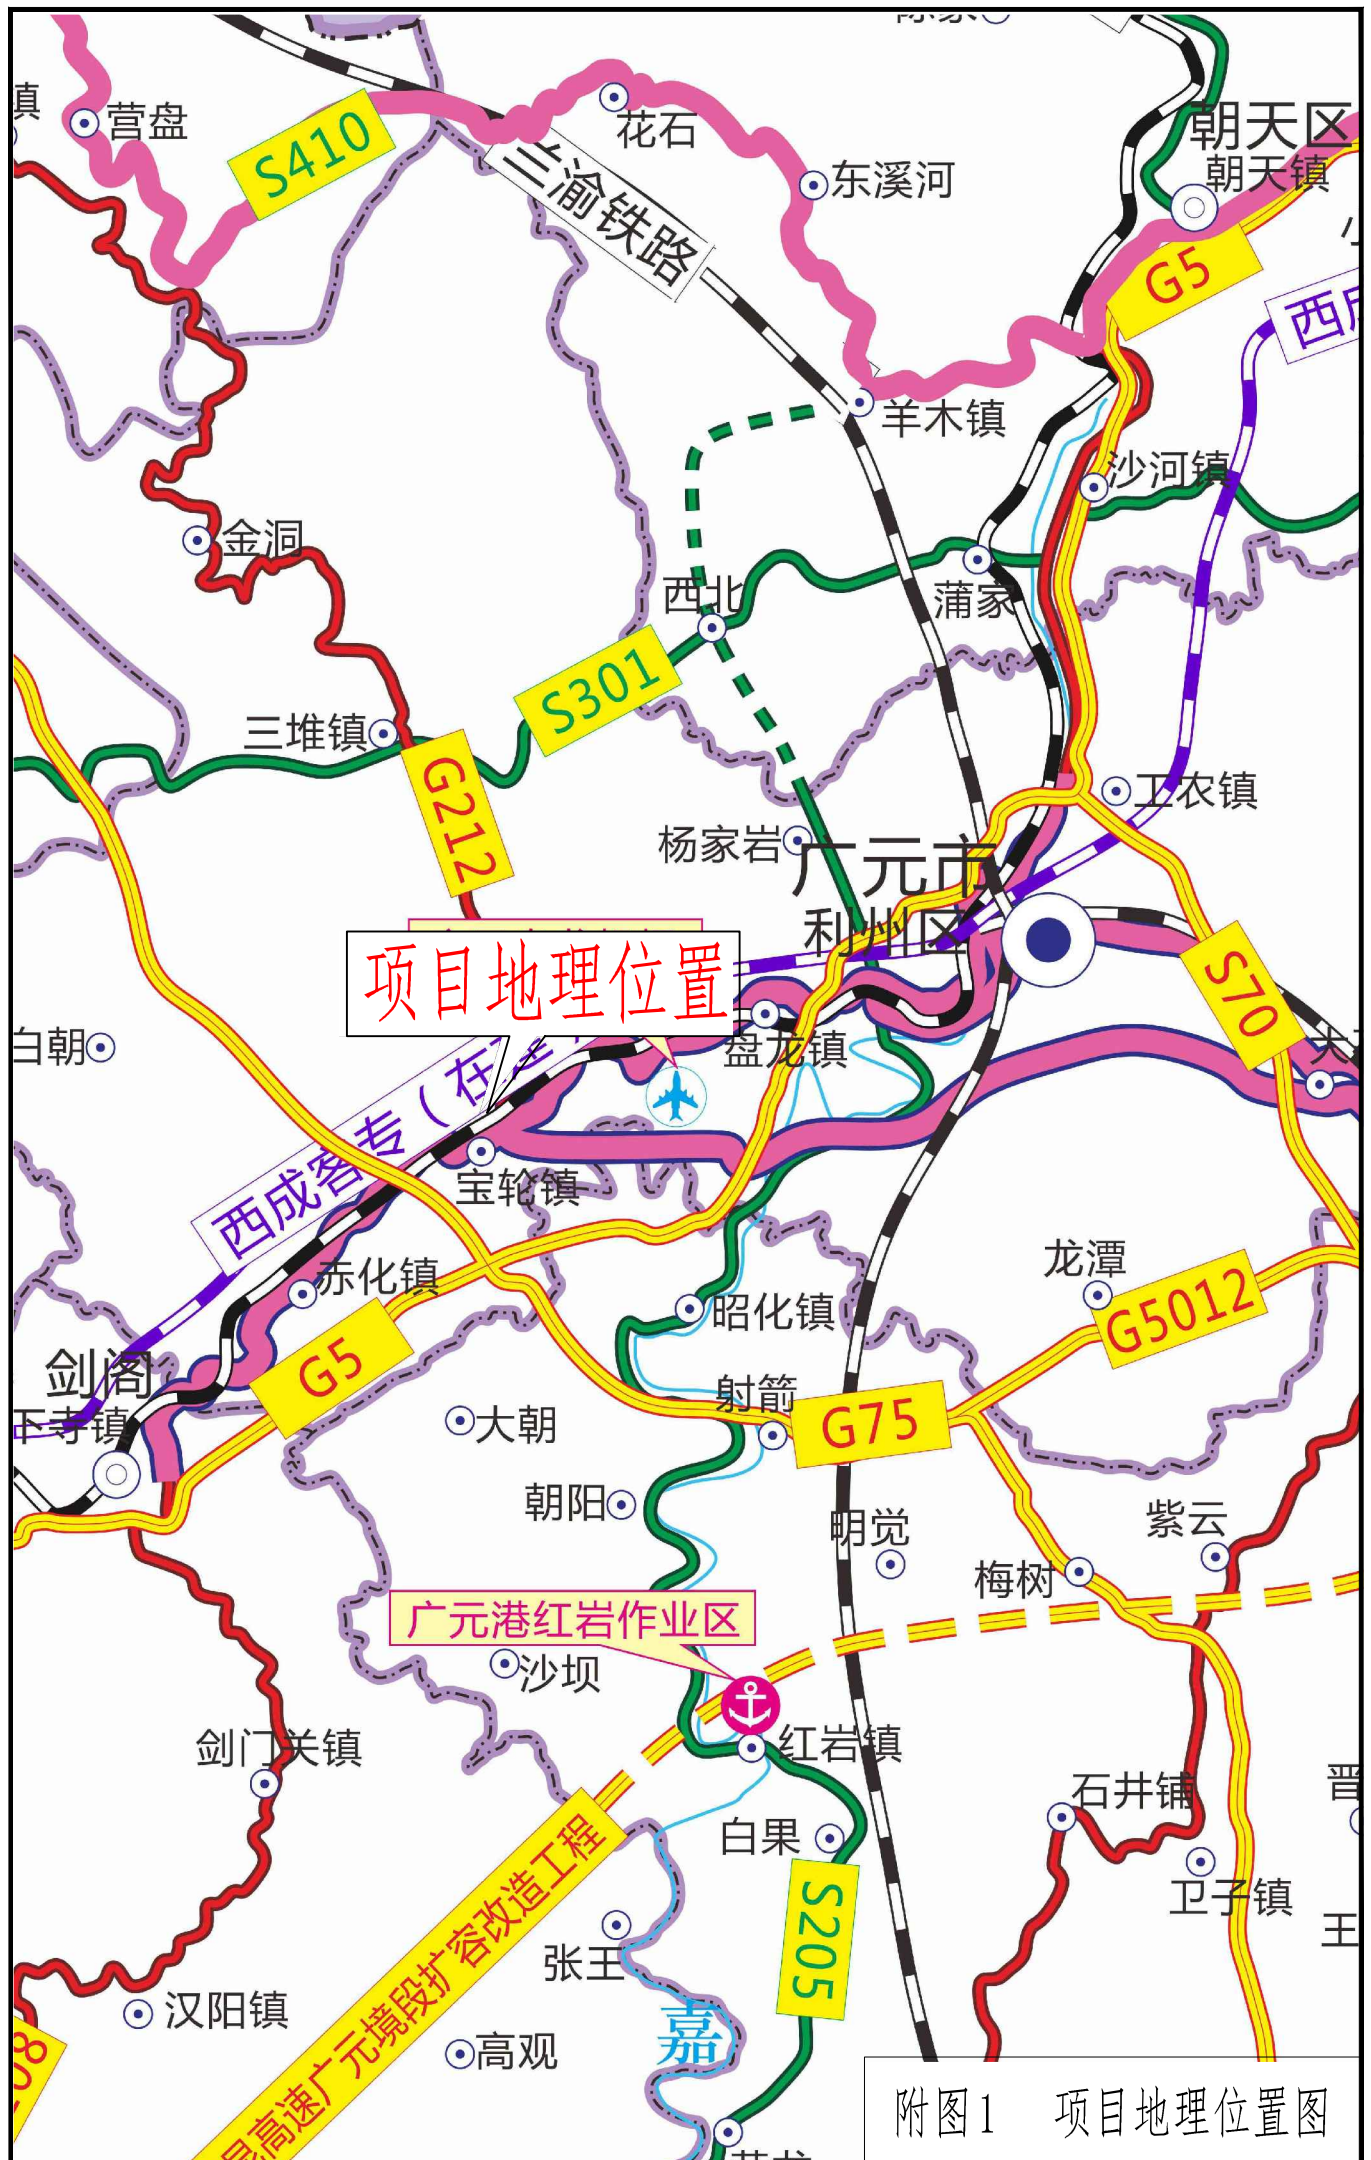 镇
营盘
S410
花石
兰渝铁路
东溪河
朝天区
朝天镇
G5
羊木镇
沙河镇
金洞
西北
蒲家
S301
三堆镇
G212
工农镇
杨家岩
广元市
利州区
项目地理位置
S70
白朝
盘龙镇
西成客专（在建
宝轮镇
赤化镇
龙潭
G5012
昭化镇
G5
剑阁
下寺镇
射箭
大朝
G75
朝阳
明觉
紫云
梅树
广元港红岩作业区
沙坝
剑门关镇
红岩镇
石井铺
晋
白果
卫子镇
昆高速广元境段扩容改造工程
S205
张王
王
汉阳镇
嘉
高观
08
附图1 项目地理位置图